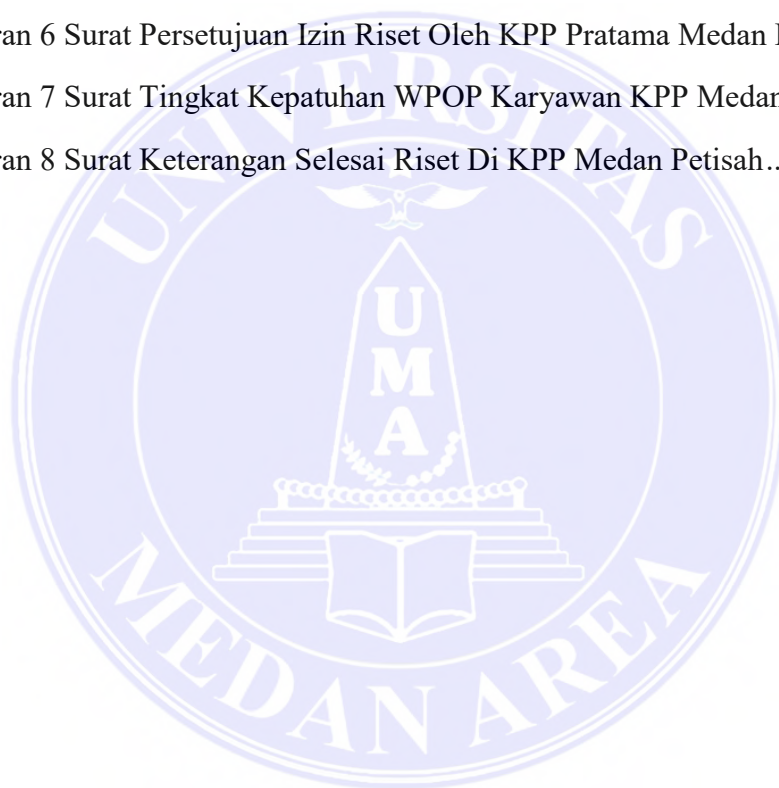 ran 6 Surat Persetujuan Izin Riset Oleh KPP Pratama Medan
ran 7 Surat Tingkat Kepatuhan WPOP Karyawan KPP Medan
ran 8 Surat Keterangan Selesai Riset Di KPP Medan Petisah..
UNIVERSITAS
U
M
A
MEDAN AREA